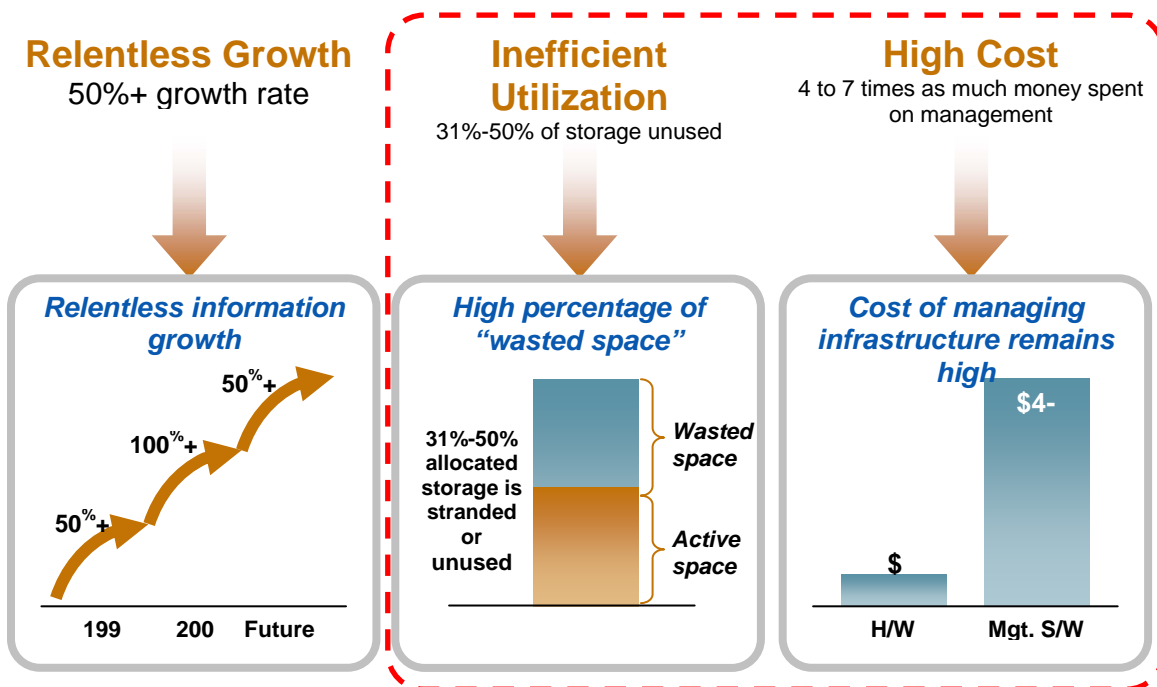 Relentless Growth
50%+ growth rate
Inefficient
Utilization
31%-50% of storage unused
High Cost
4 to 7 times as much money spent
on management
Relentless information
growth
50%+
100%+
50%+
199
200
Future
High percentage of
“wasted space”
31%-50%
allocated
storage is
stranded
or
unused
Wasted
space
Active
space
Cost of managing
infrastructure remains
high
$4-
$
H/W
Mgt. S/W